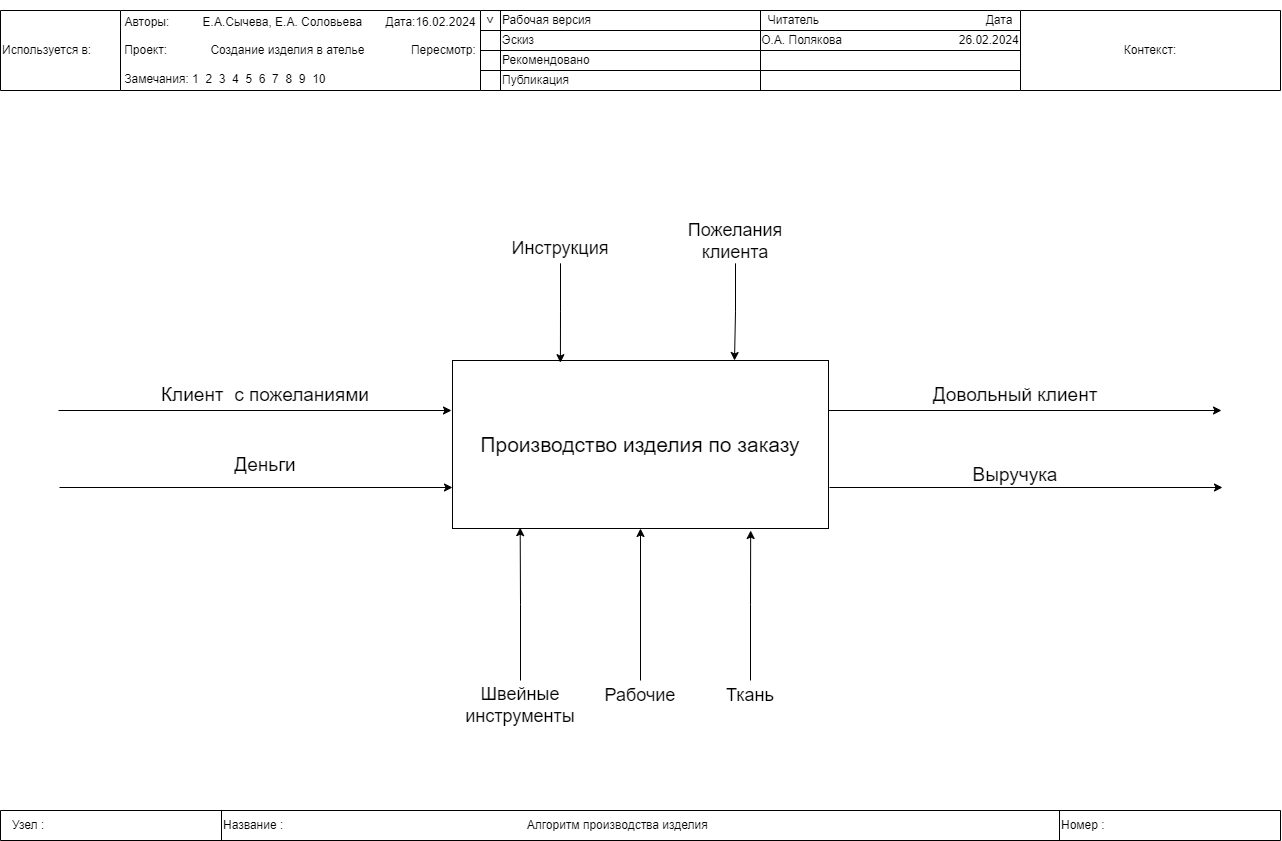 Используется в:
Авторы: Е.А.Сычева, Е.А. Соловьева Дата:16.02.2024
Проект: Создание изделия в ателье Пересмотр:
Замечания: 1 2 3 4 5 6 7 8 9 10
v Рабочая версия
Эскиз
Рекомендовано
Публикация
Читатель Дата
О.А. Полякова 26.02.2024
Контекст:
Инструкция
Пожелания
клиента
Клиент с пожеланиями
Деньги
Производство изделия по заказу
Довольный клиент
Выручука
Швейные
инструменты
Рабочие
Ткань
Узел :
Название : Алгоритм производства изделия
Номер :